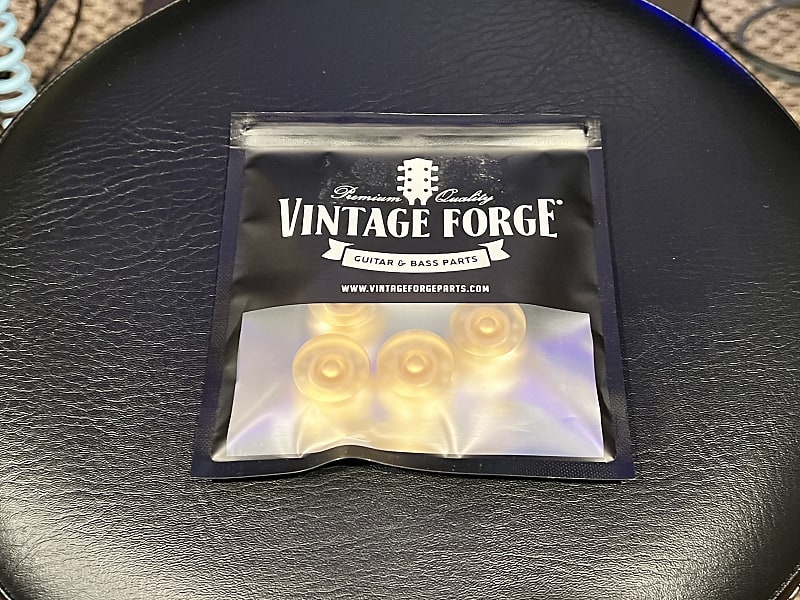 Premium Quality
VINTAGE FORGE®
GUITAR & BASS PARTS
WWW.VINTAGEFORGEPARTS.COM